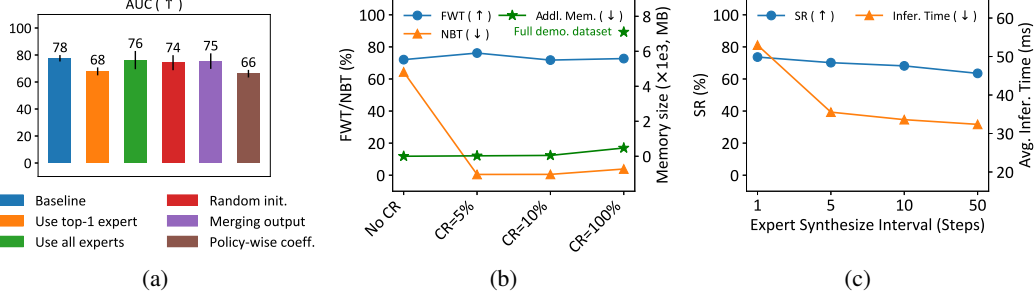 AUC ( ↑ )
100
80
60
40
20
0
78
68
76
74
75
66
Baseline
Random init.
Use top-1 expert
Merging output
Use all experts
Policy-wise coeff.
(a)
FWT/NBT (%)
100
80
60
40
20
0
FWT ( ↑ )
Addl. Mem. ( ↓ )
NBT ( ↓ )
Full demo. dataset
8
6
4
2
0
Memory size (×1e3, MB)
No CR
CR=5%
CR=10%
CR=100%
(b)
SR (%)
100
80
60
40
20
0
SR ( ↑ )
Infer. Time ( ↓ )
60
50
40
30
20
Avg. Infer. Time (ms)
1
5
10
50
Expert Synthesize Interval (Steps)
(c)